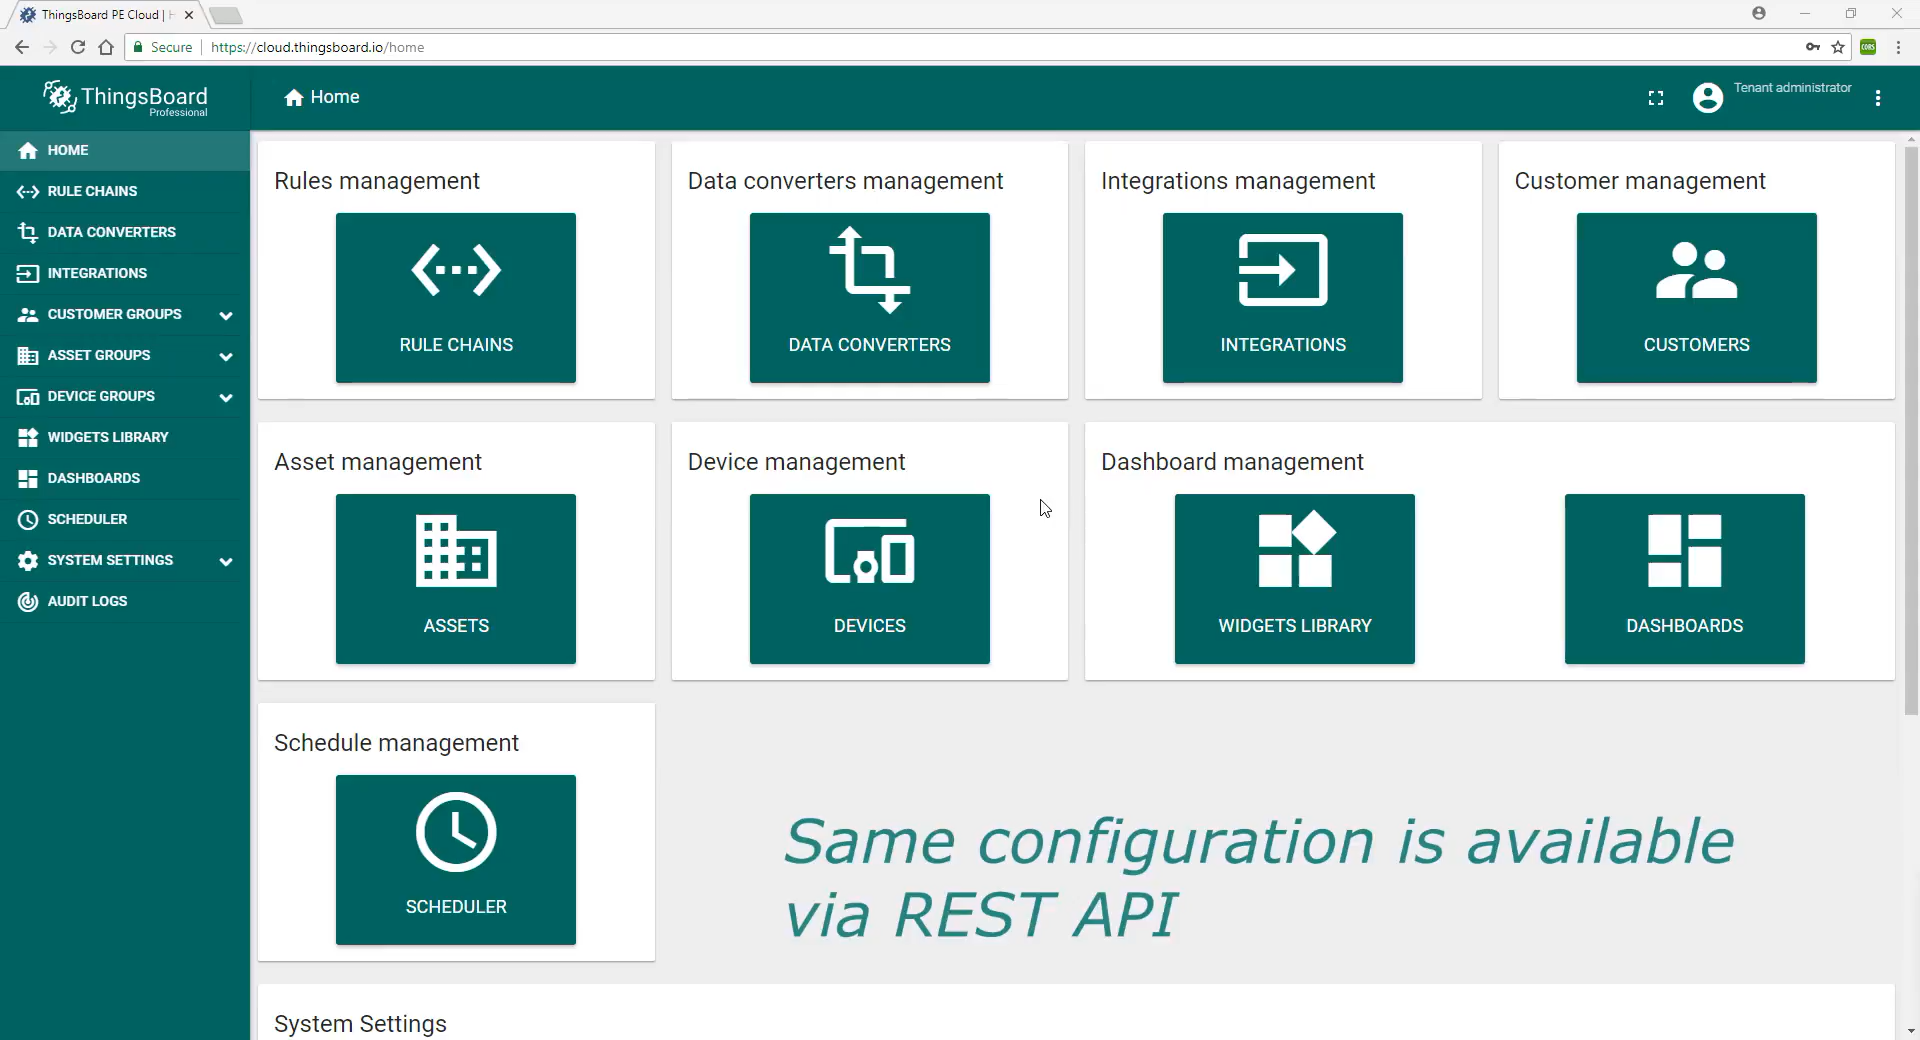 ThingsBoard PE Cloud | H
Secure
https://cloud.thingsboard.io/home
CORS
ThingsBoard
Professional
Home
Tenant administrator
HOME
RULE CHAINS
DATA CONVERTERS
INTEGRATIONS
CUSTOMER GROUPS
ASSET GROUPS
DEVICE GROUPS
WIDGETS LIBRARY
DASHBOARDS
SCHEDULER
SYSTEM SETTINGS
AUDIT LOGS
Rules management
RULE CHAINS
Data converters management
DATA CONVERTERS
Integrations management
INTEGRATIONS
Customer management
CUSTOMERS
Asset management
ASSETS
Device management
DEVICES
Dashboard management
WIDGETS LIBRARY
DASHBOARDS
Schedule management
SCHEDULER
Same configuration is available
via REST API
System Settings